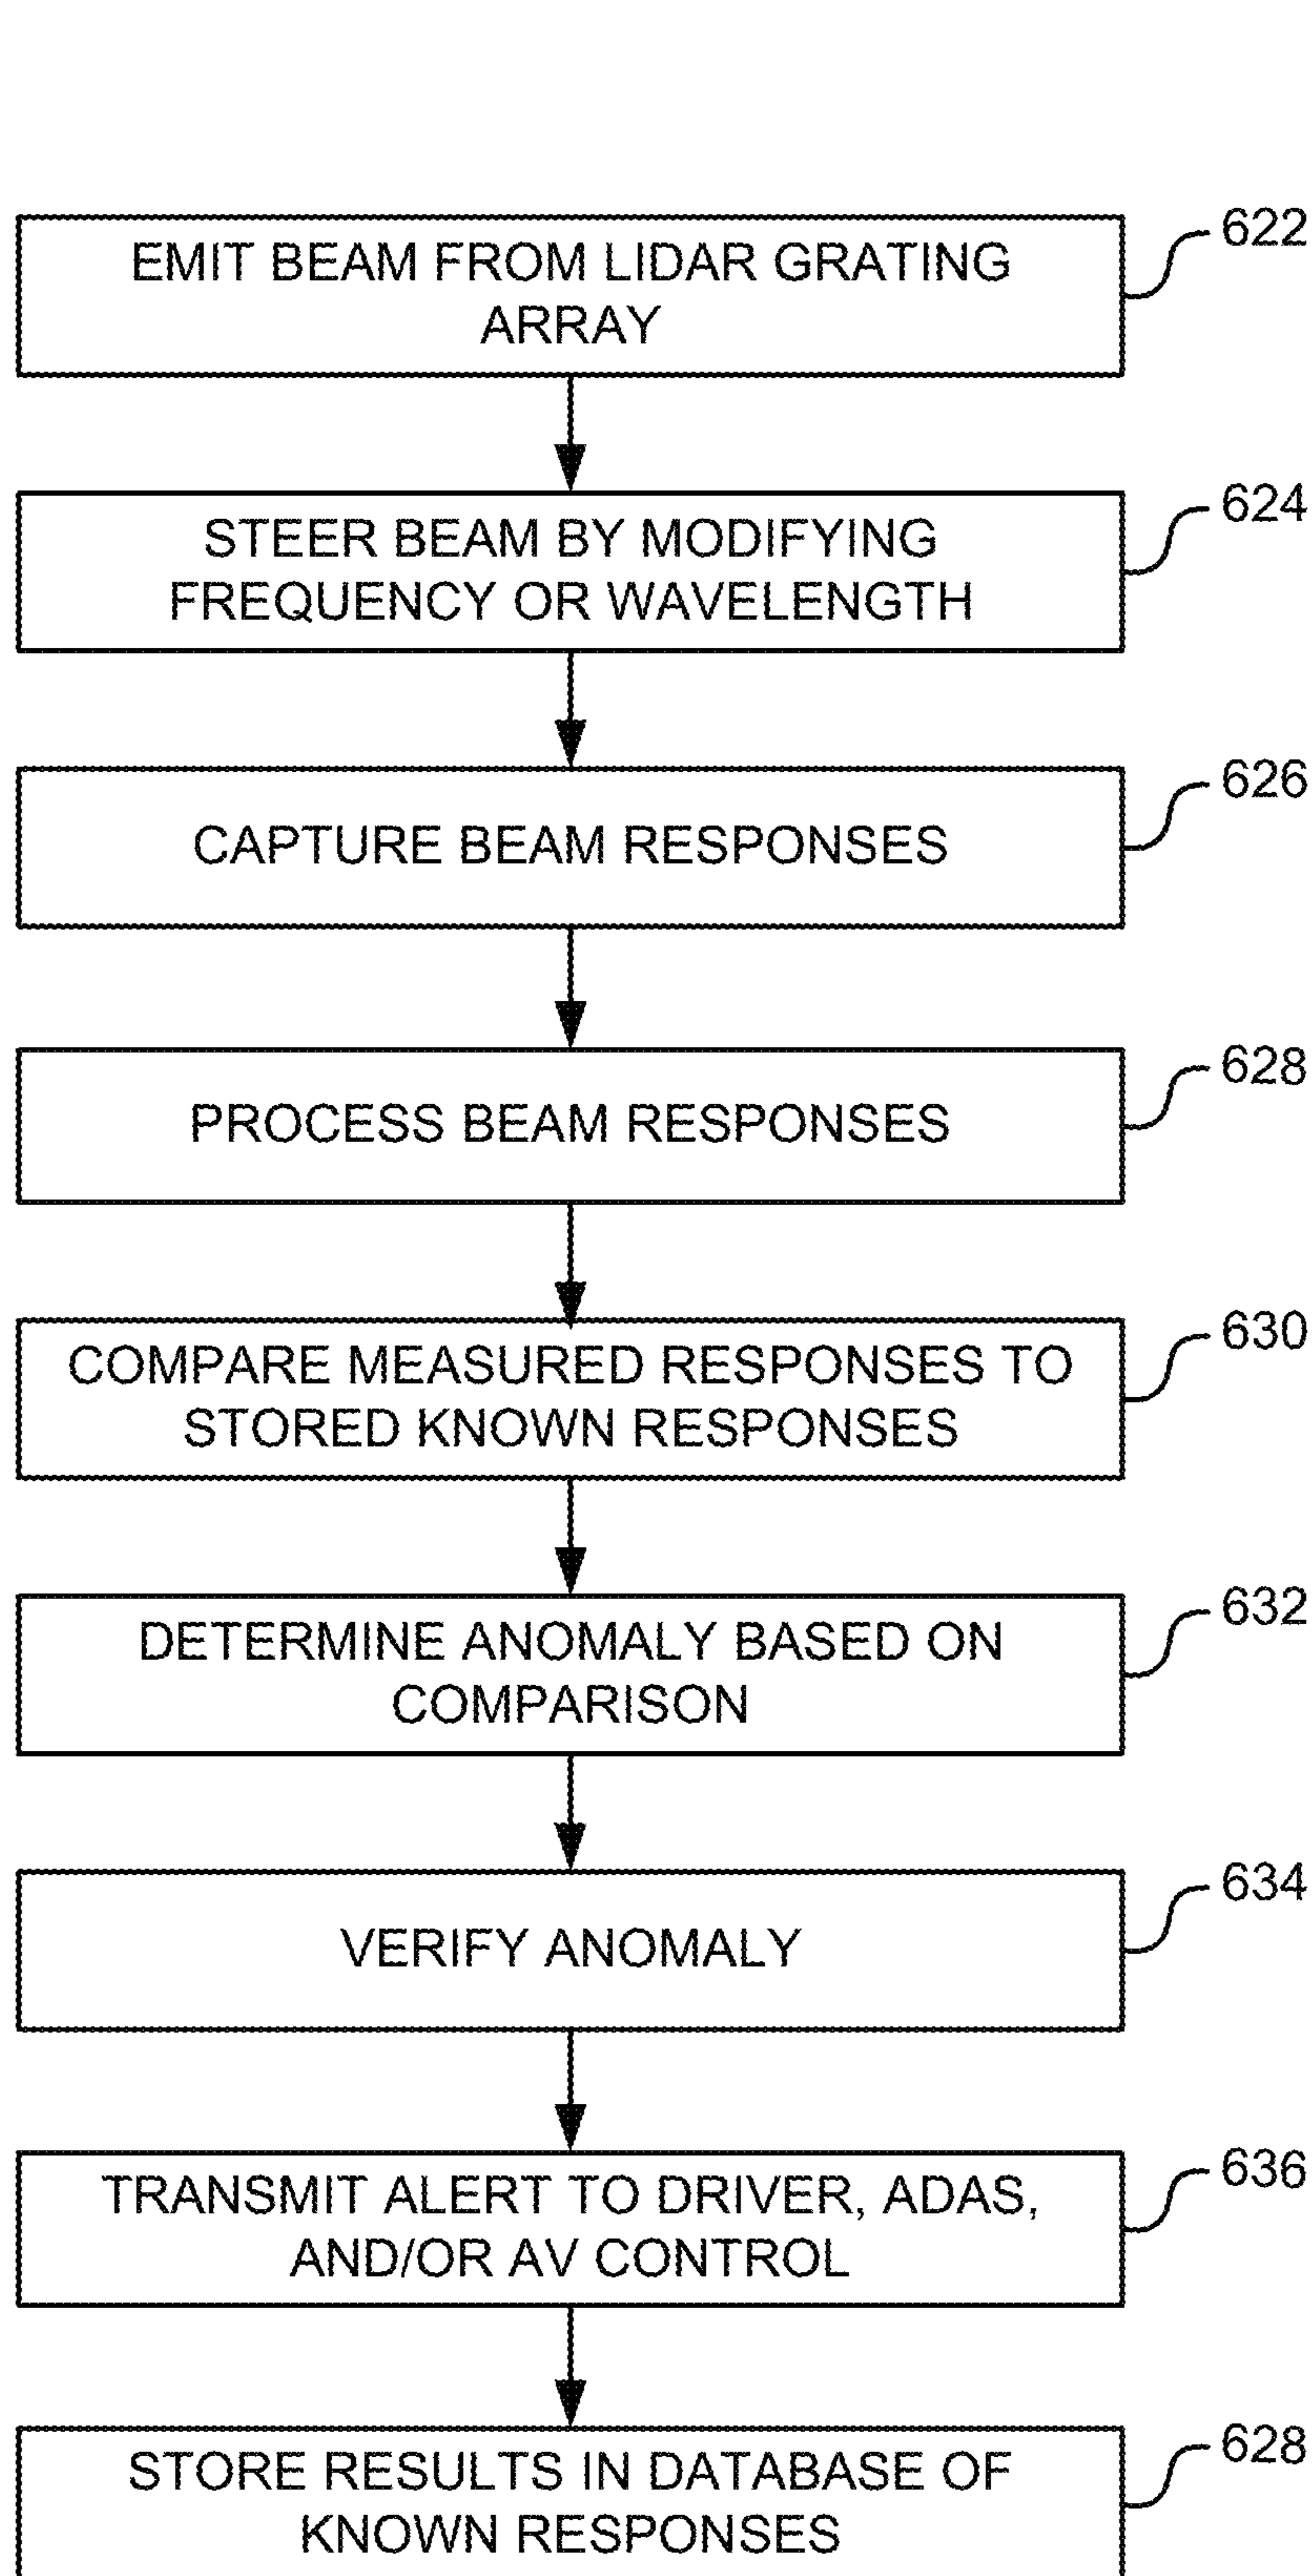 622
EMIT BEAM FROM LIDAR GRATING
ARRAY
624
STEER BEAM BY MODIFYING
FREQUENCY OR WAVELENGTH
626
CAPTURE BEAM RESPONSES
628
PROCESS BEAM RESPONSES
630
COMPARE MEASURED RESPONSES TO
STORED KNOWN RESPONSES
632
DETERMINE ANOMALY BASED ON
COMPARISON
634
VERIFY ANOMALY
636
TRANSMIT ALERT TO DRIVER, ADAS,
AND/OR AV CONTROL
628
STORE RESULTS IN DATABASE OF
KNOWN RESPONSES